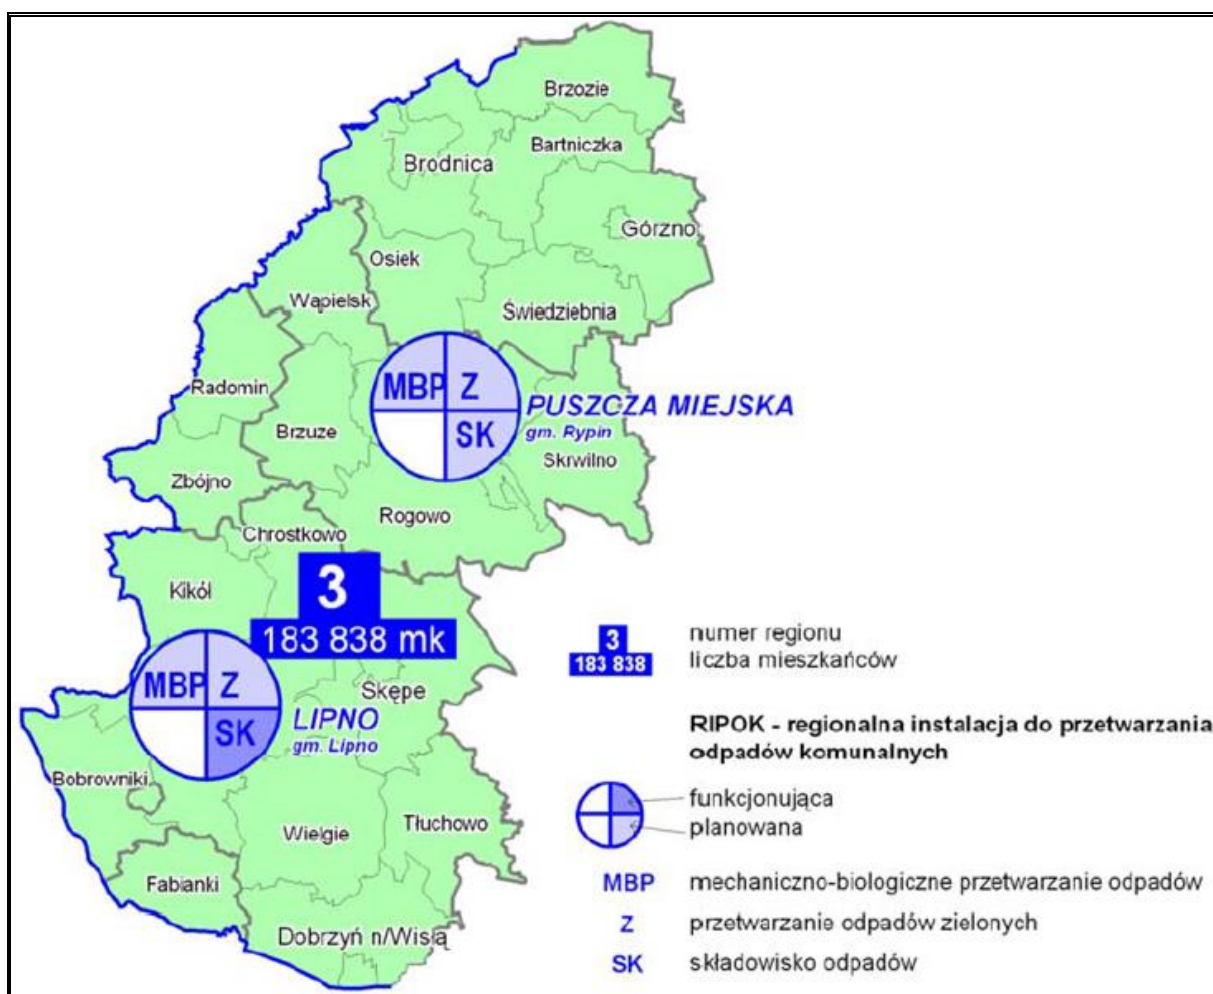 Brzozie
Bartniczka
Brodnica
Górzno
Osiek
Wąpielsk
Świedziebnia
Radomin
MBP Z
SK
PUSZCZA MIEJSKA
gm. Rypin
Brzuze
Skrwilno
Zbójno
Rogowo
Chrostkowo
Kikół
3
183 838 mk
MBP Z
SK
Skępe
LIPNO
gm. Lipno
Bobrowniki
Wielgie
Tłuchowo
Fabianki
Dobrzyń n/Wisłą
3
183 838
numer regionu
liczba mieszkańców
RIPOK - regionalna instalacja do przetwarzania
odpadów komunalnych
funkcjonująca
planowana
MBP mechaniczno-biologiczne przetwarzanie odpadów
Z przetwarzanie odpadów zielonych
SK składowisko odpadów